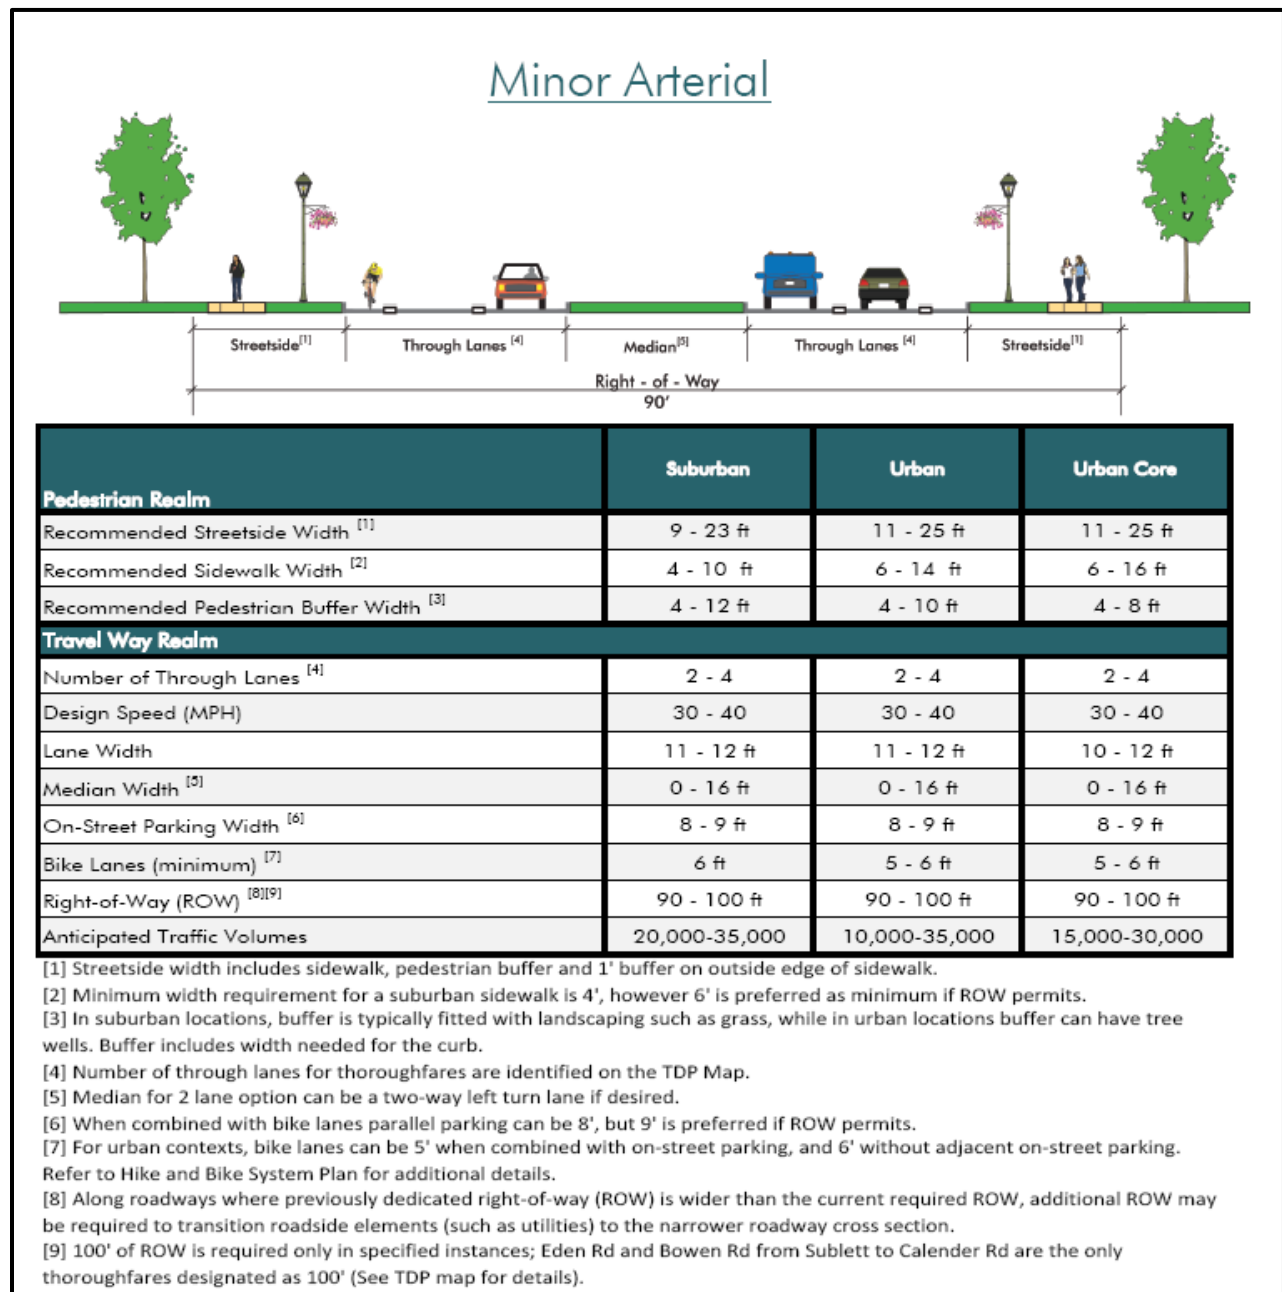 Minor Arterial
Streetside[1] Through Lanes [4] Median[5] Through Lanes [4] Streetside[1]
Right - of - Way
90'
Pedestrian Realm Suburban Urban Urban Core
Recommended Streetside Width [1] 9 - 23 ft 11 - 25 ft 11 - 25 ft
Recommended Sidewalk Width [2] 4 - 10 ft 6 - 14 ft 6 - 16 ft
Recommended Pedestrian Buffer Width [3] 4 - 12 ft 4 - 10 ft 4 - 8 ft
Travel Way Realm
Number of Through Lanes [4] 2 - 4 2 - 4 2 - 4
Design Speed (MPH) 30 - 40 30 - 40 30 - 40
Lane Width 11 - 12 ft 11 - 12 ft 10 - 12 ft
Median Width [5] 0 - 16 ft 0 - 16 ft 0 - 16 ft
On-Street Parking Width [6] 8 - 9 ft 8 - 9 ft 8 - 9 ft
Bike Lanes (minimum) [7] 6 ft 5 - 6 ft 5 - 6 ft
Right-of-Way (ROW) [8][9] 90 - 100 ft 90 - 100 ft 90 - 100 ft
Anticipated Traffic Volumes 20,000-35,000 10,000-35,000 15,000-30,000
[1] Streetside width includes sidewalk, pedestrian buffer and 1' buffer on outside edge of sidewalk.
[2] Minimum width requirement for a suburban sidewalk is 4', however 6' is preferred as minimum if ROW permits.
[3] In suburban locations, buffer is typically fitted with landscaping such as grass, while in urban locations buffer can have tree
wells. Buffer includes width needed for the curb.
[4] Number of through lanes for thoroughfares are identified on the TDP Map.
[5] Median for 2 lane option can be a two-way left turn lane if desired.
[6] When combined with bike lanes parallel parking can be 8', but 9' is preferred if ROW permits.
[7] For urban contexts, bike lanes can be 5' when combined with on-street parking, and 6' without adjacent on-street parking.
Refer to Hike and Bike System Plan for additional details.
[8] Along roadways where previously dedicated right-of-way (ROW) is wider than the current required ROW, additional ROW may
be required to transition roadside elements (such as utilities) to the narrower roadway cross section.
[9] 100' of ROW is required only in specified instances; Eden Rd and Bowen Rd from Sublett to Calender Rd are the only
thoroughfares designated as 100' (See TDP map for details).